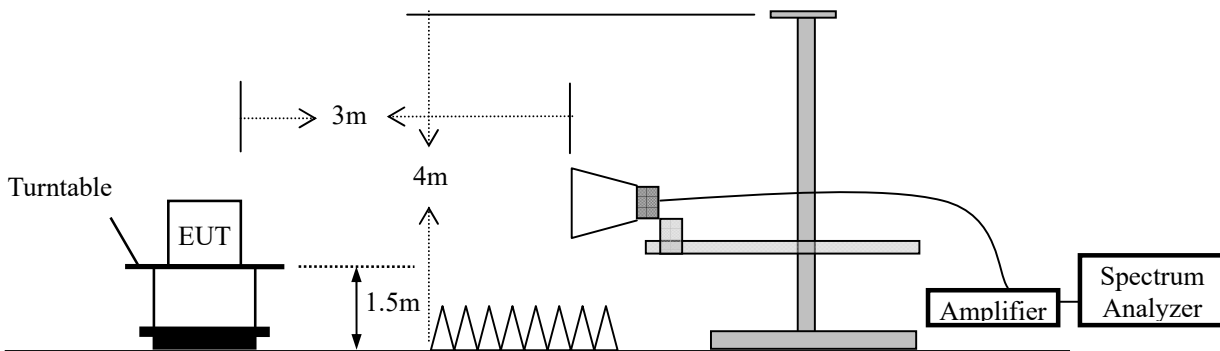 3m
4m
Turntable
EUT
1.5m
Spectrum
Analyzer
Amplifier